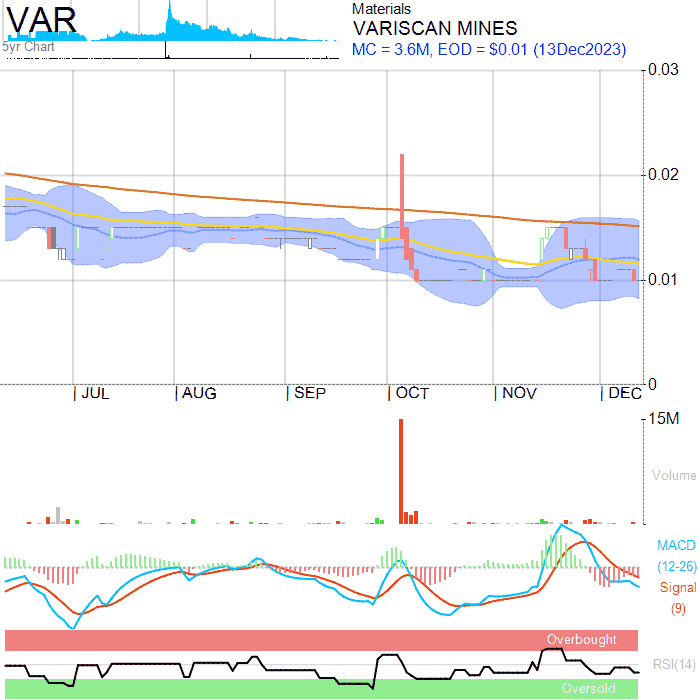 VAR
5yr Chart
Materials
VARISCAN MINES
MC = 3.6M, EOD = $0.01 (13Dec2023)
0.03
0.02
0.01
0
JUL
AUG
SEP
OCT
NOV
DEC
15M
Volume
MACD
(12-26)
Signal
(9)
Overbought
RSI(14)
Oversold